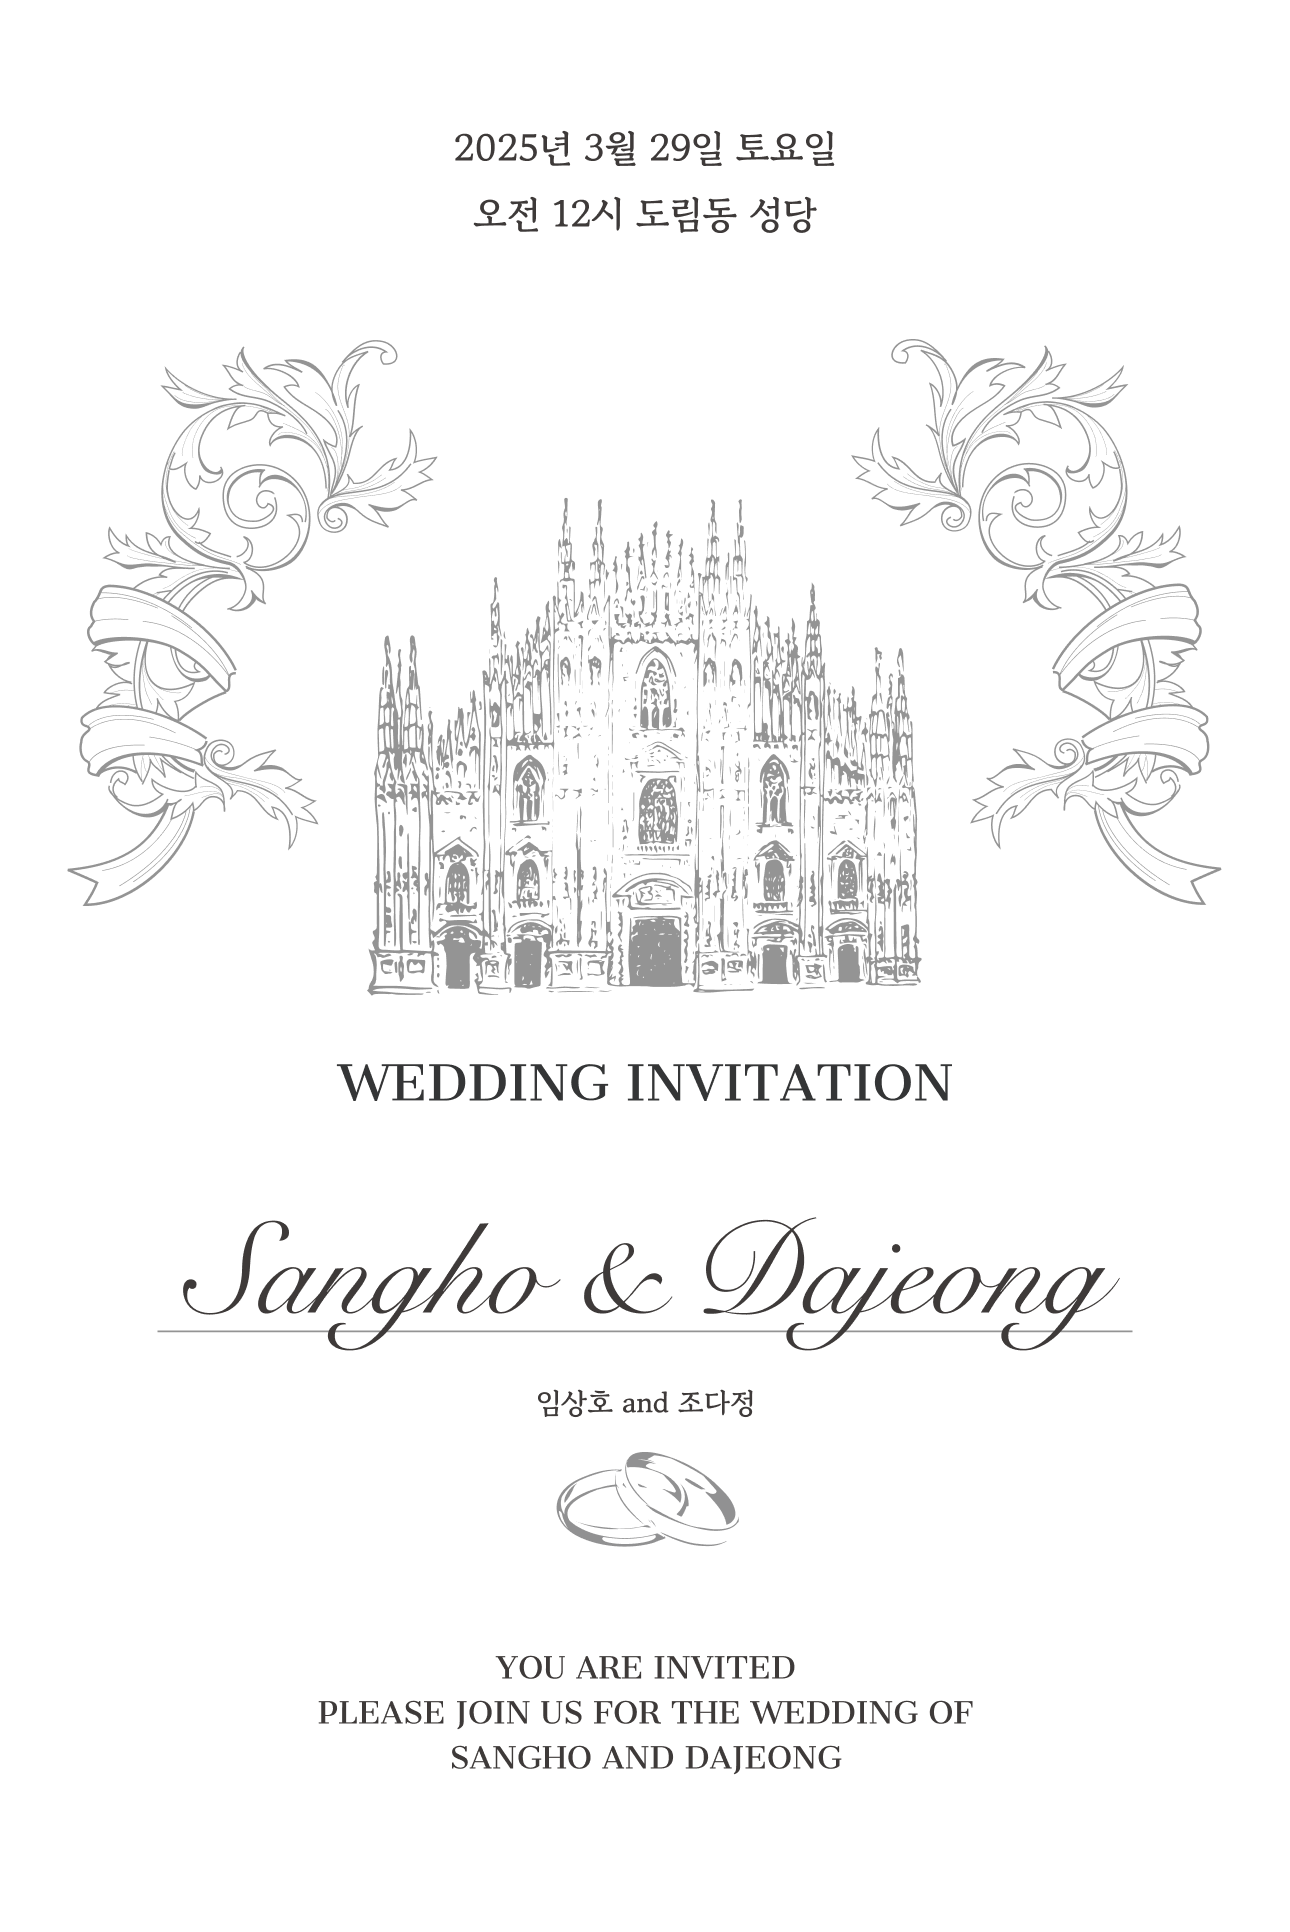 2025년 3월 29일 토요일
오전 12시 도림동 성당
WEDDING INVITATION
Sangho & Dajeong
임상호 and 조다정
YOU ARE INVITED
PLEASE JOIN US FOR THE WEDDING OF
SANGHO AND DAJEONG